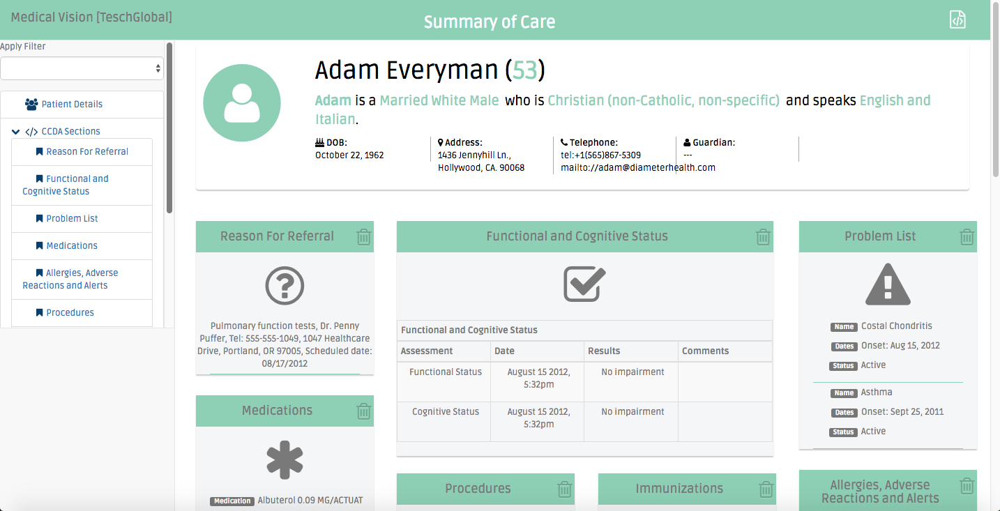 Medical Vision [TeschGlobal]
Summary of Care
Apply Filter
Patient Details
</> CCDA Sections
Reason For Referral
Functional and
Cognitive Status
Problem List
Medications
Allergies, Adverse
Reactions and Alerts
Procedures
Adam Everyman (53)
Adam is a Married White Male who is Christian (non-Catholic, non-specific) and speaks English and
Italian.
DOB:
October 22, 1962
Address:
1436 Jennyhill Ln.,
Hollywood, CA. 90068
Telephone:
tel:+1(565)867-5309
mailto://adam@diameterhealth.com
Guardian:
---
Reason For Referral
Pulmonary function tests, Dr. Penny
Puffer, Tel: 555-555-1049, 1047 Healthcare
Drive, Portland, OR 97005, Scheduled date:
08/17/2012
Medications
Medication Albuterol 0.09 MG/ACTUAT
Functional and Cognitive Status
Functional and Cognitive Status
Assessment Date Results Comments
Functional Status August 15 2012, No impairment
5:32pm
Cognitive Status August 15 2012, No impairment
5:32pm
Procedures
Immunizations
Problem List
Name Costal Chondritis
Dates Onset: Aug 15, 2012
Status Active
Name Asthma
Dates Onset: Sept 25, 2011
Status Active
Allergies, Adverse
Reactions and Alerts